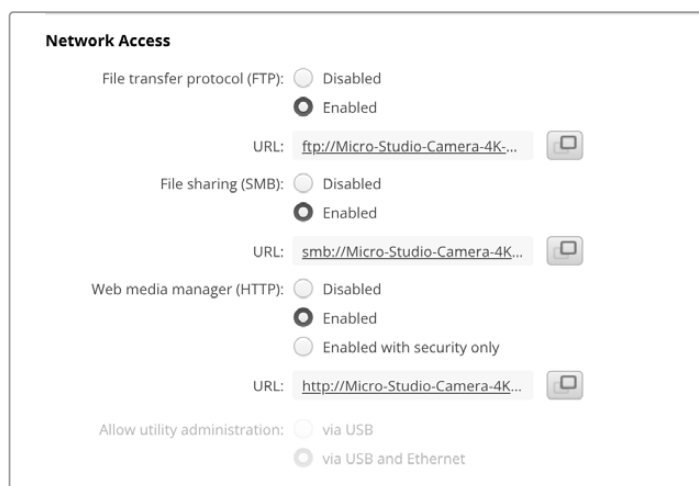 Network Access
File transfer protocol (FTP): Disabled
Enabled
URL: ftp://Micro-Studio-Camera-4K-...
File sharing (SMB): Disabled
Enabled
URL: smb://Micro-Studio-Camera-4K...
Web media manager (HTTP): Disabled
Enabled
Enabled with security only
URL: http://Micro-Studio-Camera-4K...
Allow utility administration: via USB
via USB and Ethernet